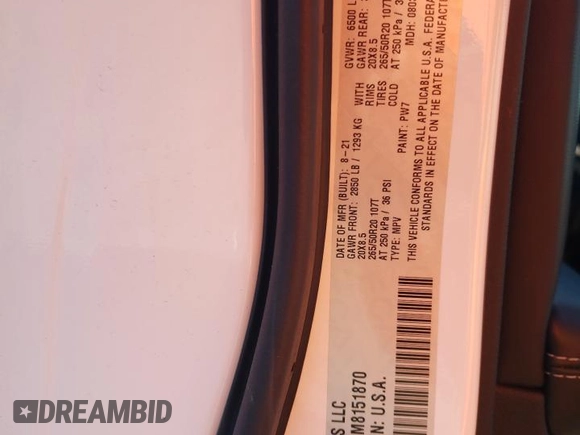 S LLC
DATE OF MFR (BUILT): 8-21 GVWR: 6500 L
GAWR FRONT: 2850 LB / 1293 KG WITH GAWR REAR:
20X8.5 RIMS 20X8.5
265/50R20 107T TIRES 265/50R20 107T
AT 250 kPa / 36 PSI COLD AT 250 kPa / 3
TYPE: MPV PAINT: PW7 MDH: 080
THIS VEHICLE CONFORMS TO ALL APPLICABLE U.S.A. FEDERA
STANDARDS IN EFFECT ON THE DATE OF MANUFACTU
M8151870
N: U.S.A.
DREAMBID